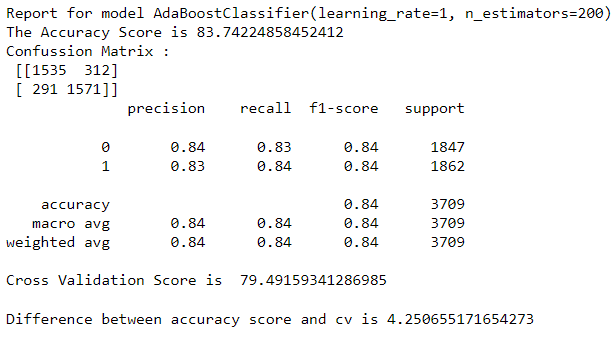 Report for model AdaBoostClassifier(learning_rate=1, n_estimators=200)
The Accuracy Score is 83.74224858452412
Confussion Matrix :
[[1535  312]
[ 291 1571]]
precision    recall  f1-score   support
0       0.84      0.83      0.84      1847
1       0.83      0.84      0.84      1862
accuracy                           0.84      3709
macro avg       0.84      0.84      0.84      3709
weighted avg       0.84      0.84      0.84      3709
Cross Validation Score is  79.49159341286985
Difference between accuracy score and cv is 4.250655171654273